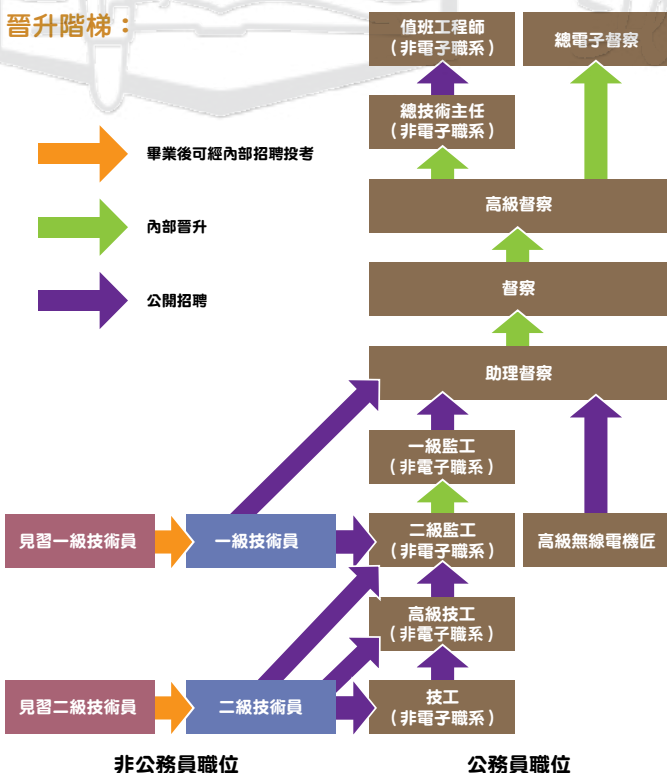 晉升階梯：
畢業後可經內部招聘投考
內部晉升
公開招聘
值班工程師
（非電子職系）
總電子督察
總技術主任
（非電子職系）
高級督察
督察
助理督察
一級監工
（非電子職系）
見習一級技術員
一級技術員
二級監工
（非電子職系）
高級無線電機匠
高級技工
（非電子職系）
見習二級技術員
二級技術員
技工
（非電子職系）
非公務員職位
公務員職位